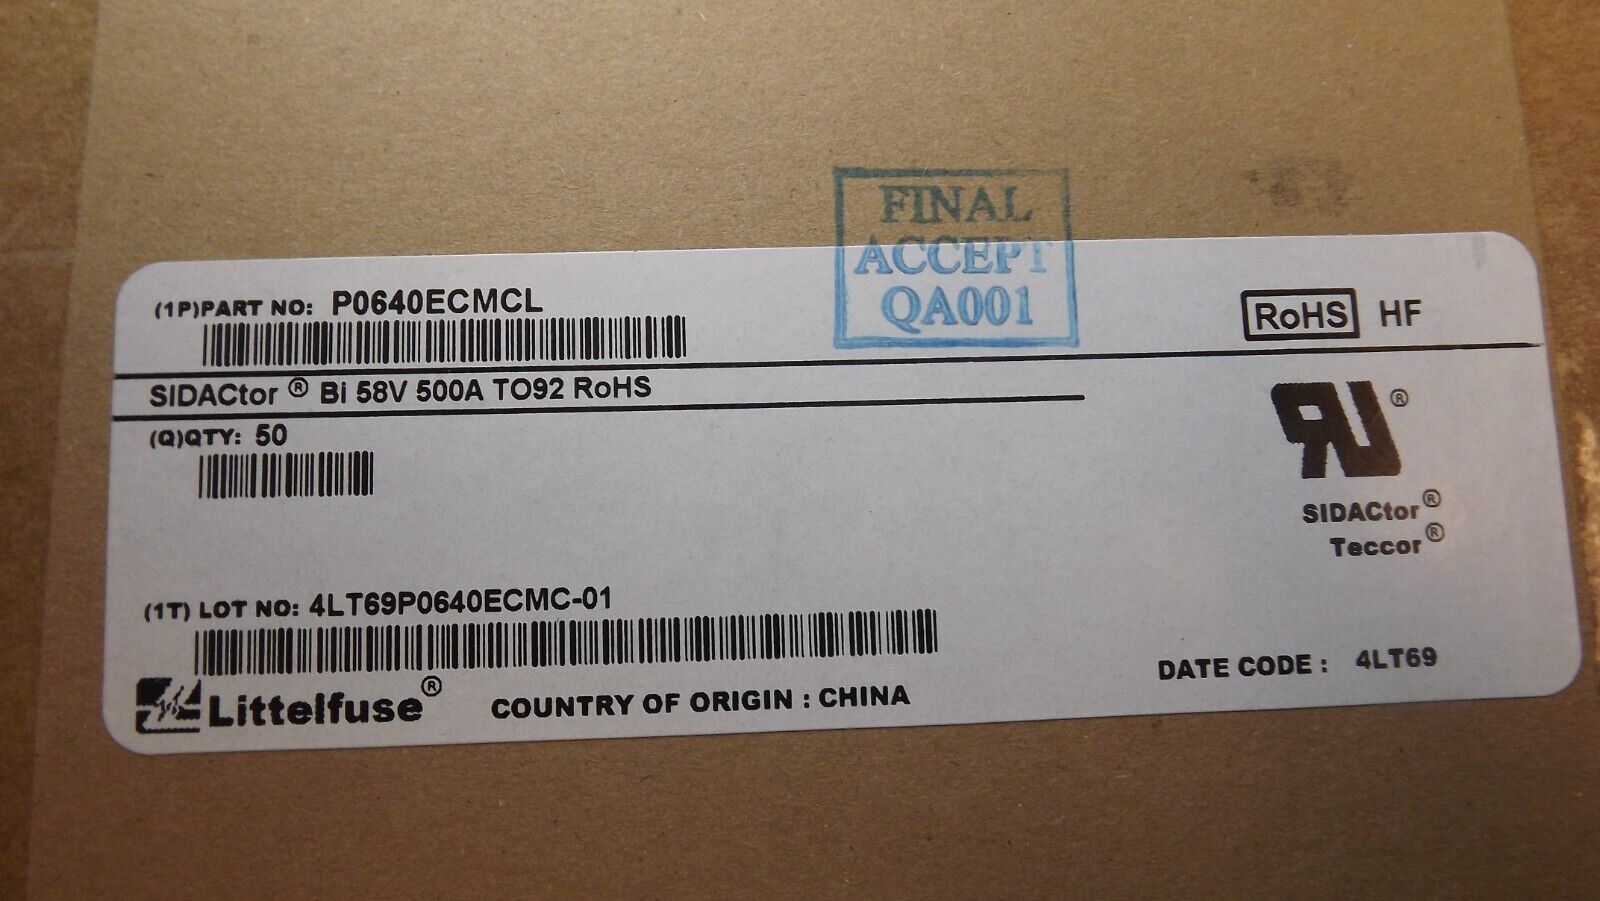 FINAL
ACCEPT
QA001
(1P)PART NO: P0640ECMCL
RoHS HF
SIDACtor ® Bi 58V 500A TO92 RoHS
(Q)QTY: 50
RU®
SIDACtor®
Teccor®
(1T) LOT NO: 4LT69P0640ECMC-01
DATE CODE : 4LT69
Littelfuse® COUNTRY OF ORIGIN : CHINA